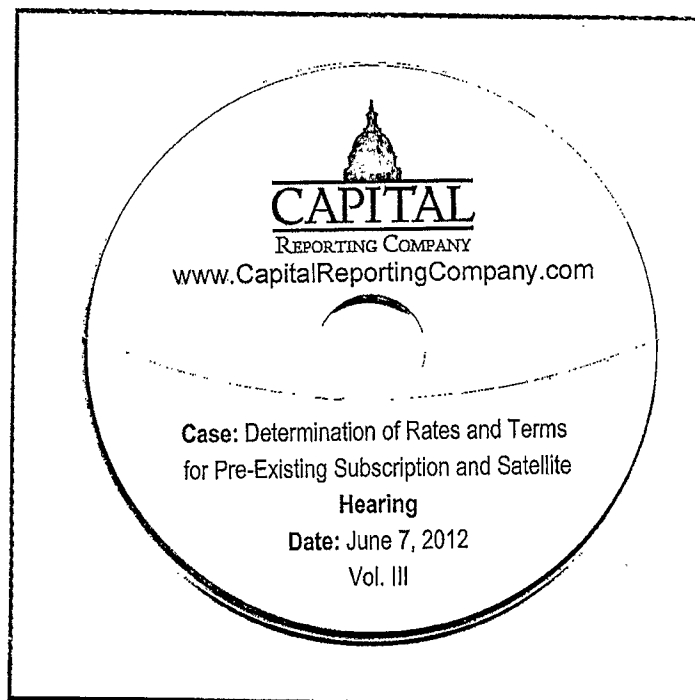 CAPITAL
REPORTING COMPANY
www.CapitalReportingCompany.com
Case: Determination of Rates and Terms
for Pre-Existing Subscription and Satellite
Hearing
Date: June 7, 2012
Vol. III